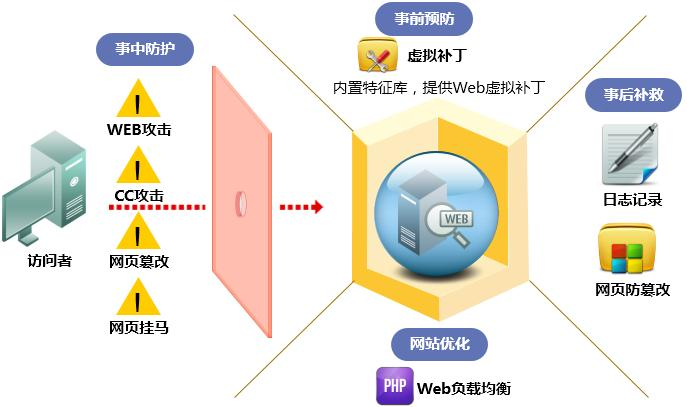 事前预防
虚拟补丁
内置特征库，提供Web虚拟补丁
事中防护
WEB攻击
CC攻击
网页篡改
网页挂马
访问者
WEB
事后补救
日志记录
网页防篡改
网站优化
PHP
Web负载均衡